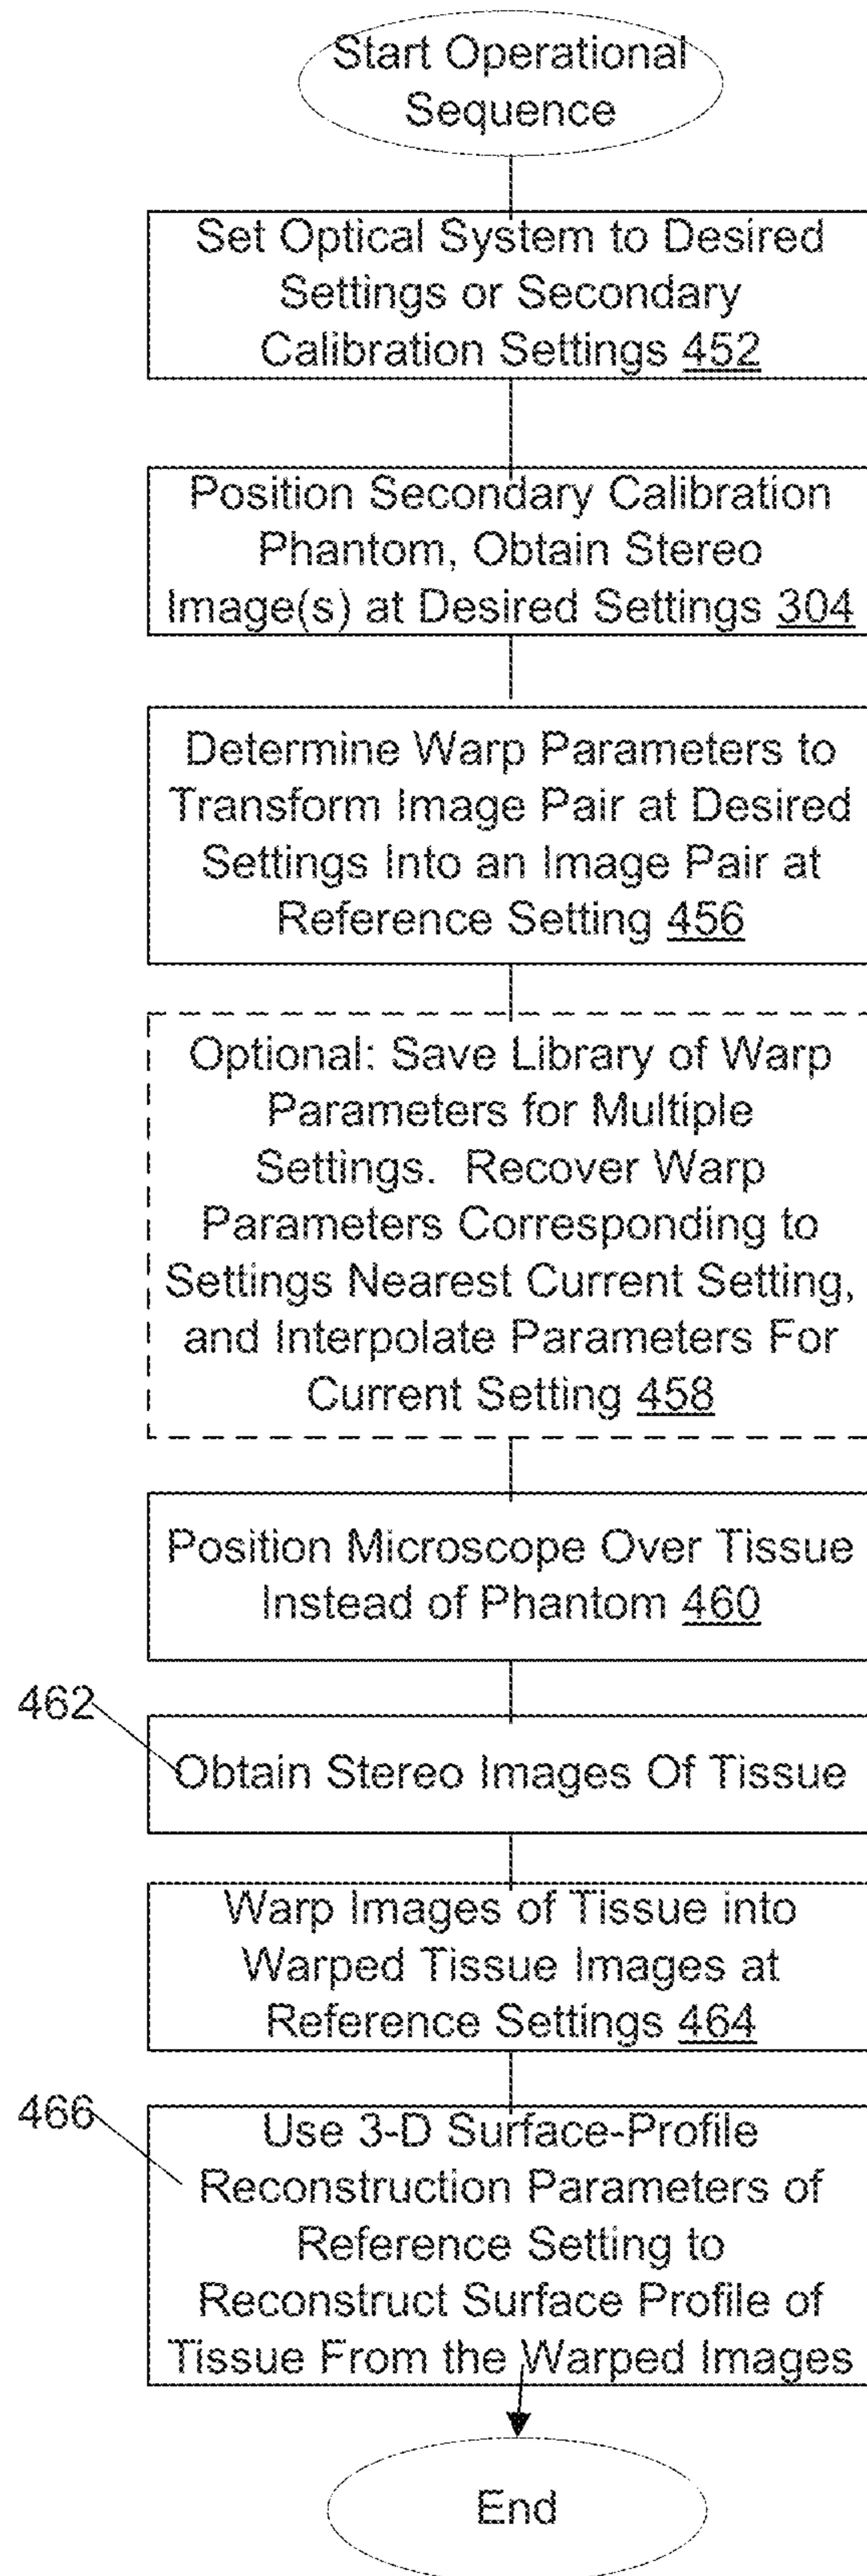 Start Operational
Sequence
Set Optical System to Desired
Settings or Secondary
Calibration Settings 452
Position Secondary Calibration
Phantom, Obtain Stereo
Image(s) at Desired Settings 304
Determine Warp Parameters to
Transform Image Pair at Desired
Settings Into an Image Pair at
Reference Setting 456
Optional: Save Library of Warp
Parameters for Multiple
Settings. Recover Warp
Parameters Corresponding to
Settings Nearest Current Setting,
and Interpolate Parameters For
Current Setting 458
Position Microscope Over Tissue
Instead of Phantom 460
462
Obtain Stereo Images Of Tissue
Warp Images of Tissue into
Warped Tissue Images at
Reference Settings 464
466
Use 3-D Surface-Profile
Reconstruction Parameters of
Reference Setting to
Reconstruct Surface Profile of
Tissue From the Warped Images
End